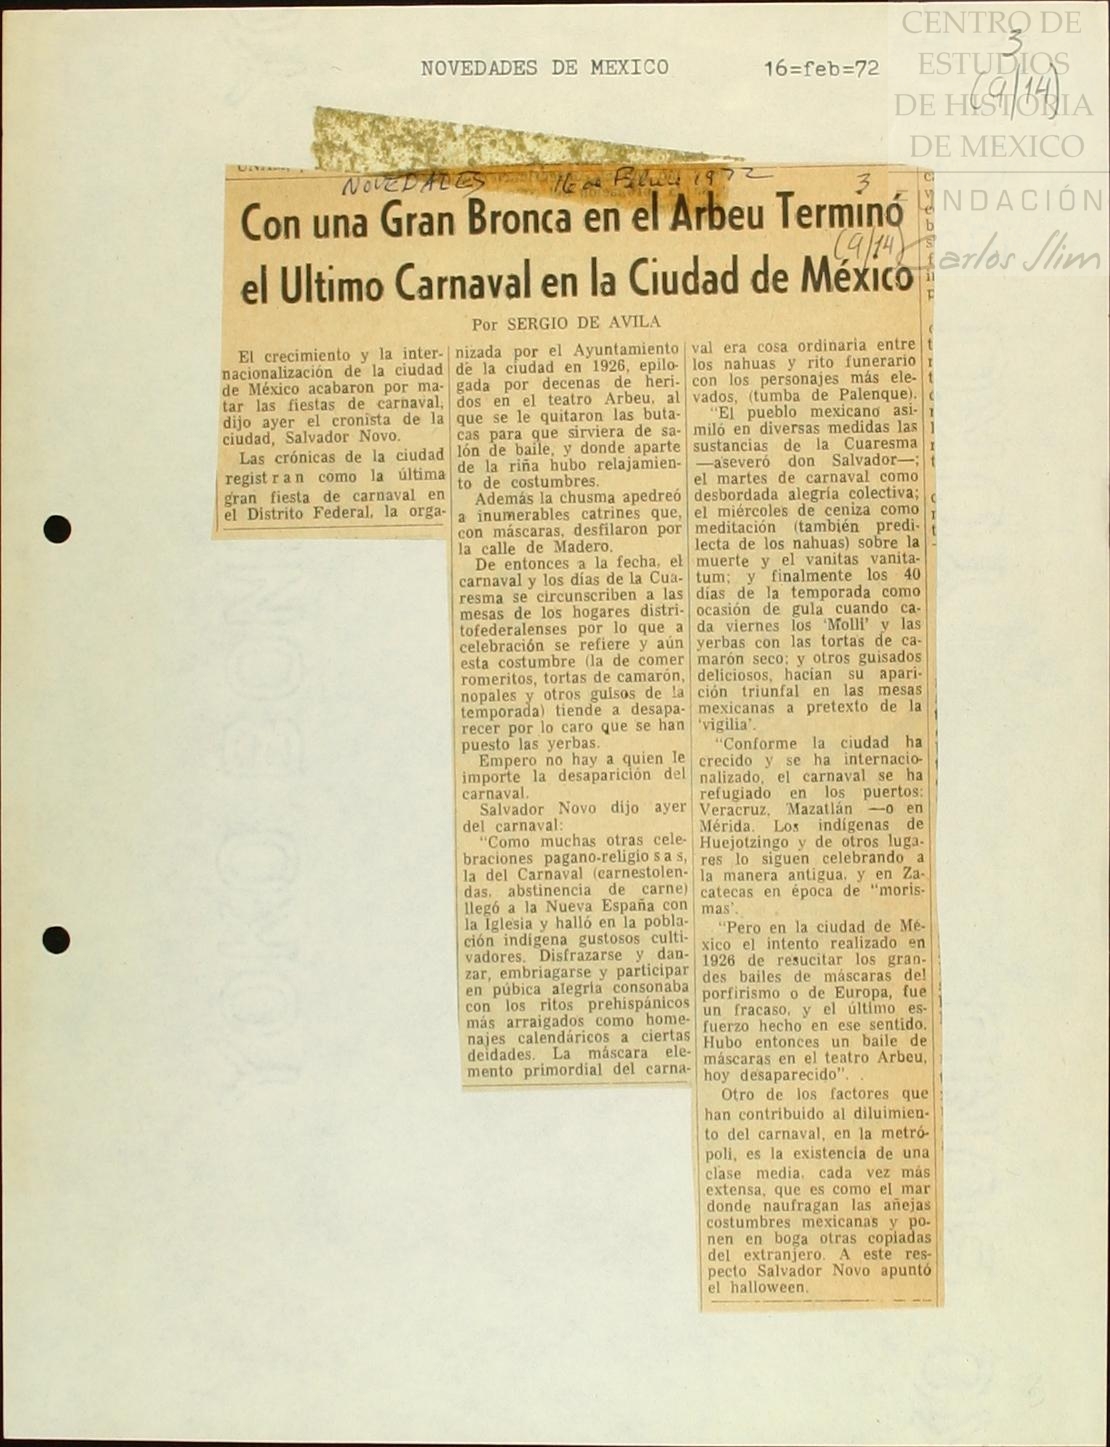 CENTRO DE
ESTUDIOS
DE HISTORIA
DE MEXICO
FUNDACIÓN
Carlos Slim
3
(9/14)
NOVEDADES DE MEXICO 16=feb=72
NOVEDADES 16 de Febrero 1972 3
(9/14)
Con una Gran Bronca en el Arbeu Terminó
el Ultimo Carnaval en la Ciudad de México
Por SERGIO DE AVILA
El crecimiento y la inter-
nacionalización de la ciudad
de México acabaron por ma-
tar las fiestas de carnaval,
dijo ayer el cronista de la
ciudad, Salvador Novo.
Las crónicas de la ciudad
registran como la última
gran fiesta de carnaval en
el Distrito Federal, la orga-
nizada por el Ayuntamiento
de la ciudad en 1926, epilo-
gada por decenas de heri-
dos en el teatro Arbeu, al
que se le quitaron las buta-
cas para que sirviera de sa-
lón de baile, y donde aparte
de la riña hubo relajamien-
to de costumbres.
Además la chusma apedreó
a inumerables catrines que,
con máscaras, desfilaron por
la calle de Madero.
De entonces a la fecha, el
carnaval y los días de la Cua-
resma se circunscriben a las
mesas de los hogares distri-
tofederalenses por lo que a
celebración se refiere y aún
esta costumbre (la de comer
romeritos, tortas de camarón,
nopales y otros guisos de la
temporada) tiende a desapa-
recer por lo caro que se han
puesto las yerbas.
Empero no hay a quien le
importe la desaparición del
carnaval.
Salvador Novo dijo ayer
del carnaval:
"Como muchas otras cele-
braciones pagano-religiosas,
la del Carnaval (carnestolen-
das, abstinencia de carne)
llegó a la Nueva España con
la Iglesia y halló en la pobla-
ción indígena gustosos culti-
vadores. Disfrazarse y dan-
zar, embriagarse y participar
en púbica alegría consonaba
con los ritos prehispánicos
más arraigados como home-
najes calendáricos a ciertas
deidades. La máscara ele-
mento primordial del carna-
val era cosa ordinaria entre
los nahuas y rito funerario
con los personajes más ele-
vados, (tumba de Palenque).
"El pueblo mexicano asi-
miló en diversas medidas las
sustancias de la Cuaresma
—aseveró don Salvador—;
el martes de carnaval como
desbordada alegría colectiva;
el miércoles de ceniza como
meditación (también predi-
lecta de los nahuas) sobre la
muerte y el vanitas vanita-
tum; y finalmente los 40
días de la temporada como
ocasión de gula cuando ca-
da viernes los 'Molli' y las
yerbas con las tortas de ca-
marón seco; y otros guisados
deliciosos, hacían su apari-
ción triunfal en las mesas
mexicanas a pretexto de la
'vigilia'.
"Conforme la ciudad ha
crecido y se ha internacio-
nalizado, el carnaval se ha
refugiado en los puertos:
Veracruz, Mazatlán —o en
Mérida. Los indígenas de
Huejotzingo y de otros luga-
res lo siguen celebrando a
la manera antigua, y en Za-
catecas en época de "moris-
mas'.
"Pero en la ciudad de Mé-
xico el intento realizado en
1926 de resucitar los gran-
des bailes de máscaras del
porfirismo o de Europa, fue
un fracaso, y el último es-
fuerzo hecho en ese sentido.
Hubo entonces un baile de
máscaras en el teatro Arbeu,
hoy desaparecido".
Otro de los factores que
han contribuido al diluimien-
to del carnaval, en la metró-
poli, es la existencia de una
clase media, cada vez más
extensa, que es como el mar
donde naufragan las añejas
costumbres mexicanas y po-
nen en boga otras copiadas
del extranjero. A este res-
pecto Salvador Novo apuntó
el halloween.